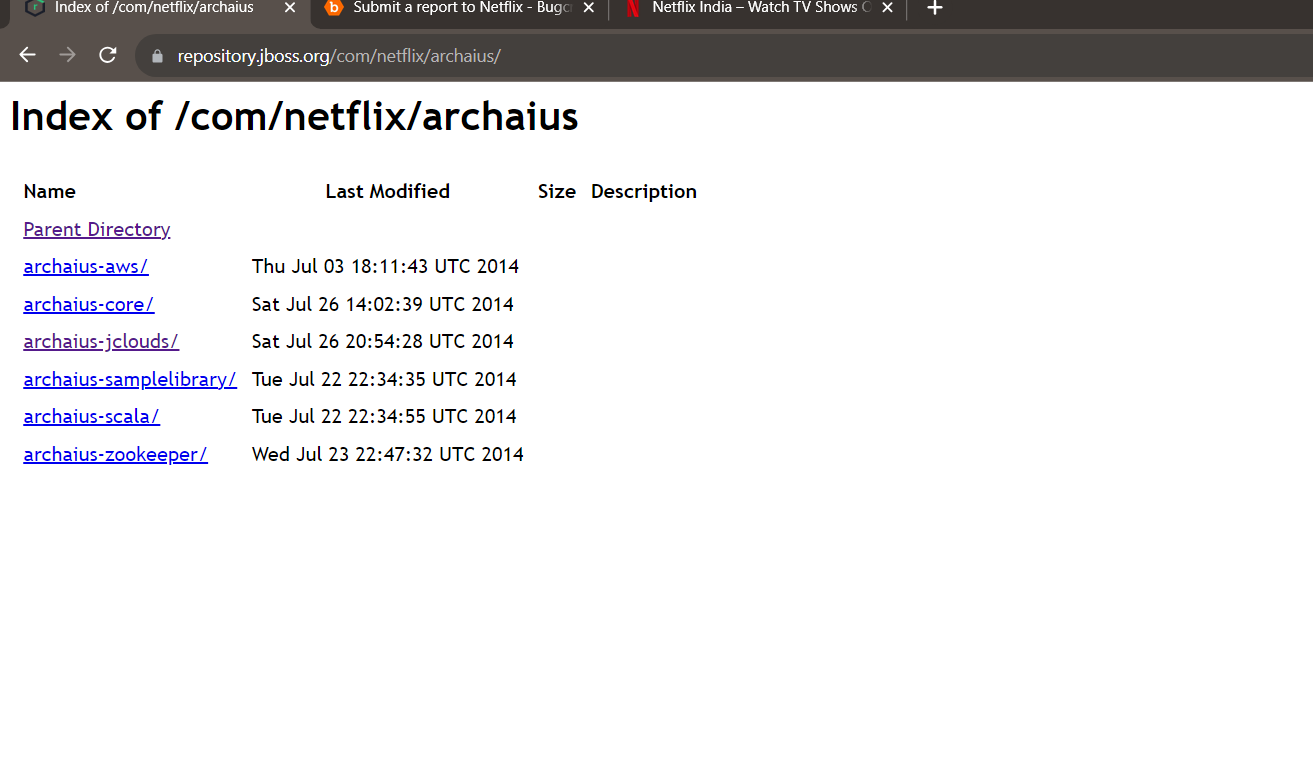 Index of /com/netflix/archaius
Submit a report to Netflix - Bugc
Netflix India – Watch TV Shows O
repository.jboss.org/com/netflix/archaius/
Index of /com/netflix/archaius
Name Last Modified Size Description
Parent Directory
archaius-aws/ Thu Jul 03 18:11:43 UTC 2014
archaius-core/ Sat Jul 26 14:02:39 UTC 2014
archaius-jclouds/ Sat Jul 26 20:54:28 UTC 2014
archaius-samplelibrary/ Tue Jul 22 22:34:35 UTC 2014
archaius-scala/ Tue Jul 22 22:34:55 UTC 2014
archaius-zookeeper/ Wed Jul 23 22:47:32 UTC 2014